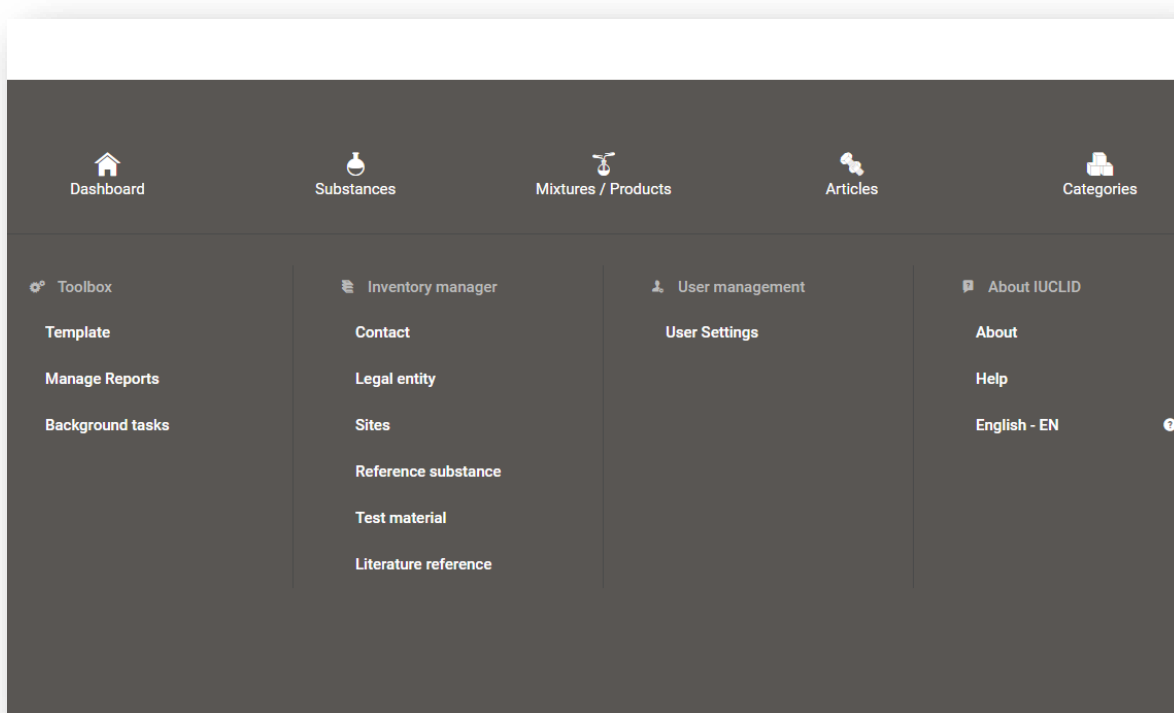 Dashboard
Substances
Mixtures / Products
Articles
Categories
Toolbox
Template
Manage Reports
Background tasks
Inventory manager
Contact
Legal entity
Sites
Reference substance
Test material
Literature reference
User management
User Settings
About IUCLID
About
Help
English - EN